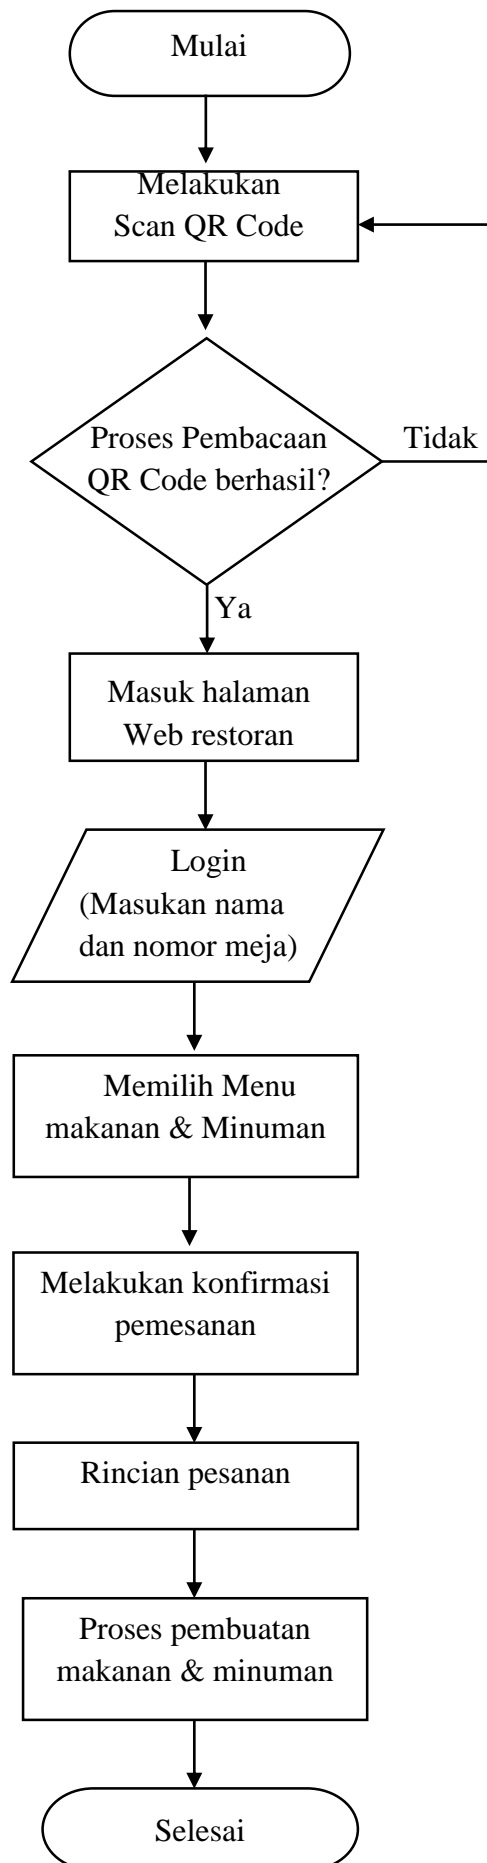 Mulai
Melakukan
Scan QR Code
Proses Pembacaan
QR Code berhasil?
Tidak
Ya
Masuk halaman
Web restoran
Login
(Masukan nama
dan nomor meja)
Memilih Menu
makanan & Minuman
Melakukan konfirmasi
pemesanan
Rincian pesanan
Proses pembuatan
makanan & minuman
Selesai